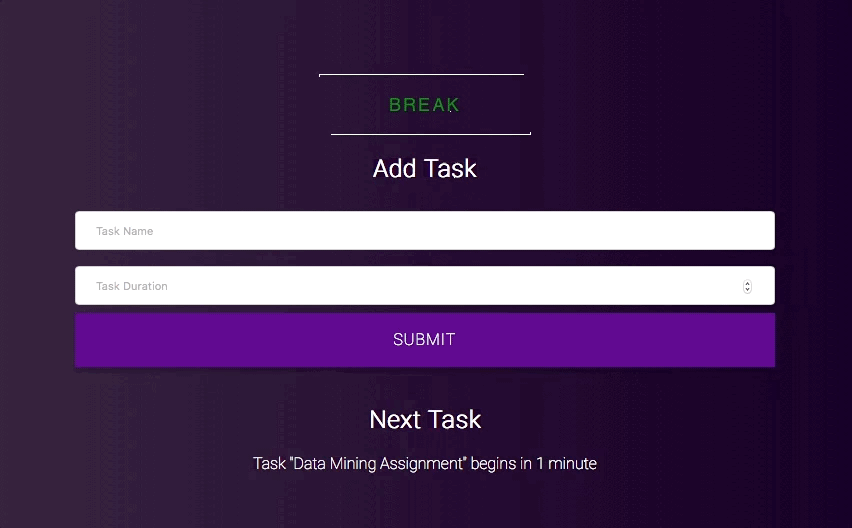 BREAK
Add Task
Task Name
Task Duration
SUBMIT
Next Task
Task "Data Mining Assignment" begins in 1 minute